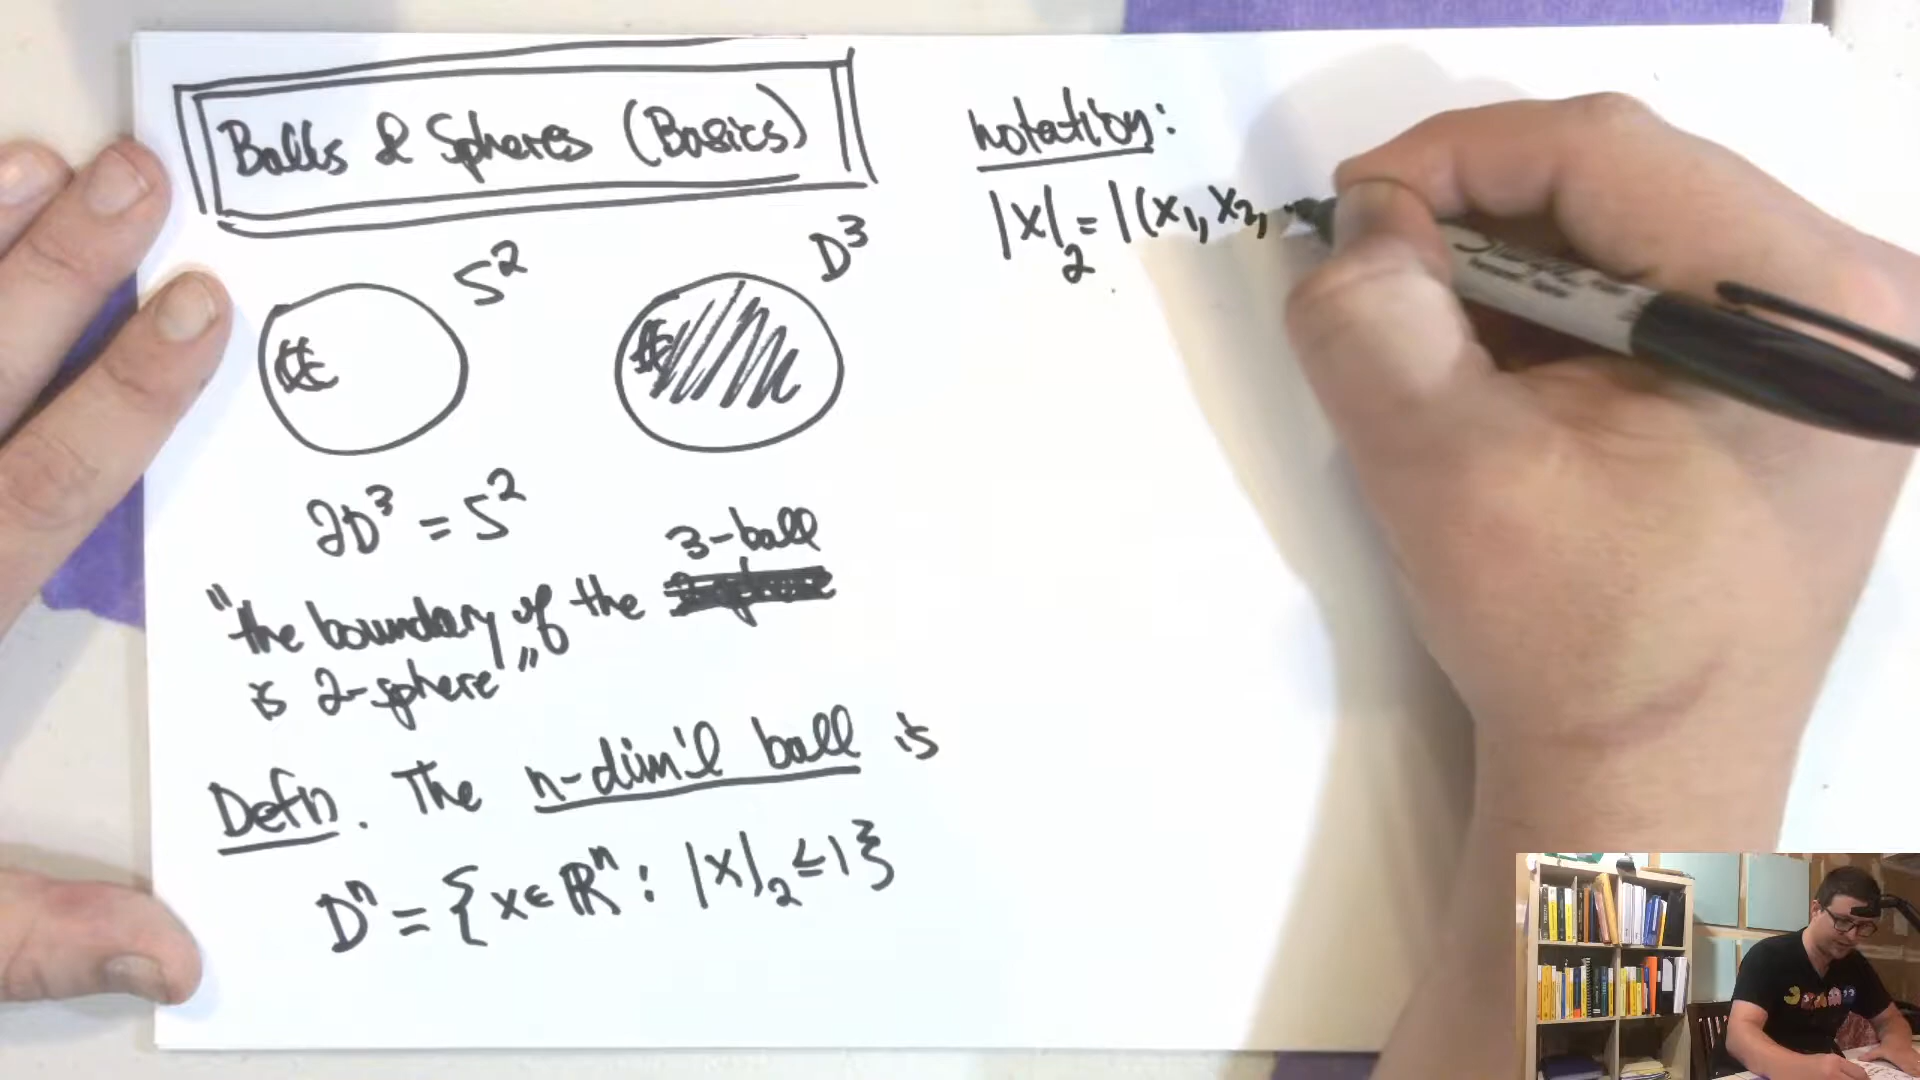 Balls & Spheres (Basics)
S²
D³
∂D³ = S²
"the boundary of the 3-ball
is 2-sphere"
Defn. The n-dim'l ball is
Dⁿ = {x ∈ ℝⁿ : |x|₂ ≤ 1}
notation:
|x|₂ = |(x₁, x₂,